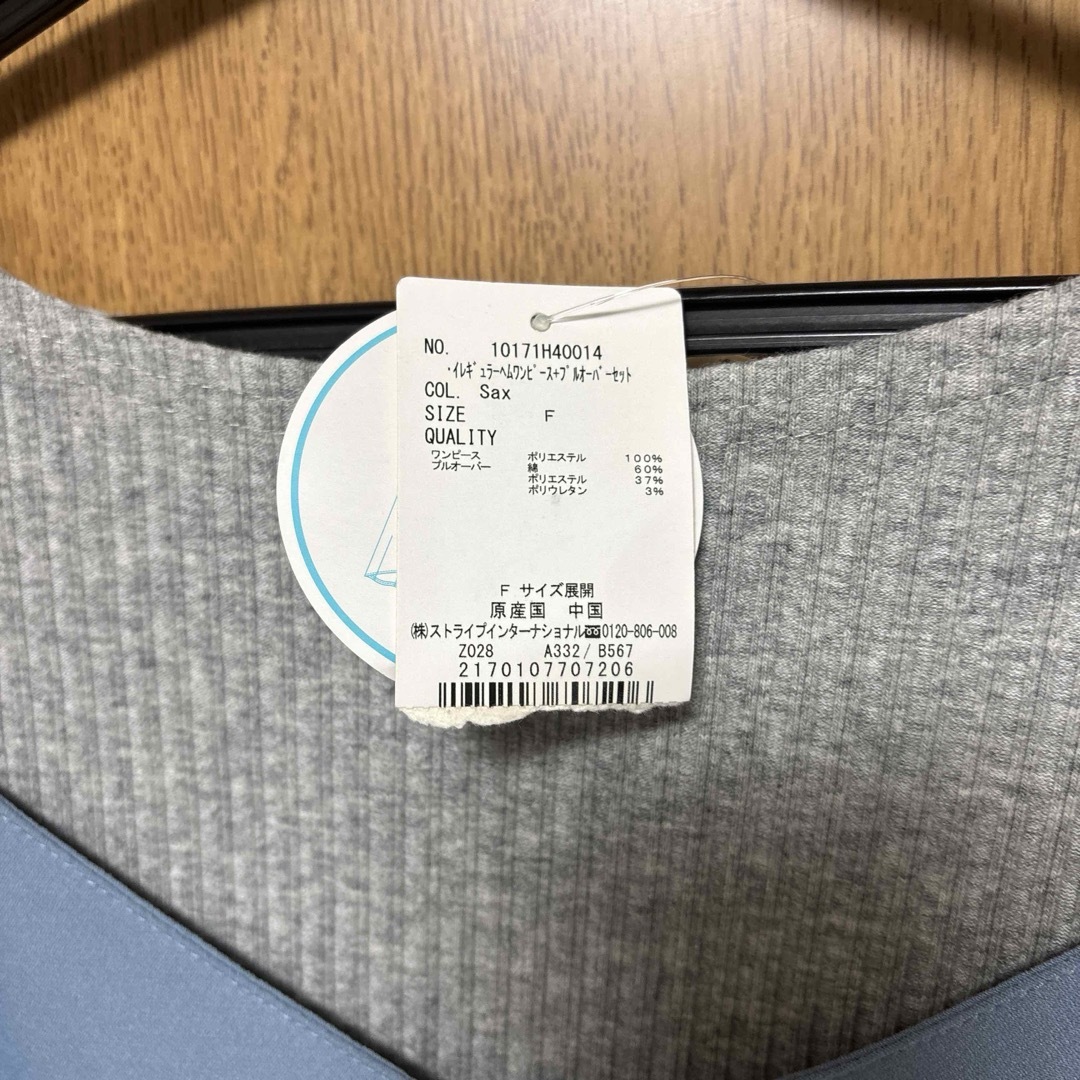 NO. 10171H40014
・イレギュラーヘムワンピース+プルオーバーセット
COL. Sax
SIZE F
QUALITY
ワンピース ポリエステル 100%
プルオーバー 綿 60%
ポリエステル 37%
ポリウレタン 3%
F サイズ展開
原産国 中国
(株)ストライプインターナショナル 0120-806-008
Z028 A332/B567
2170107707206